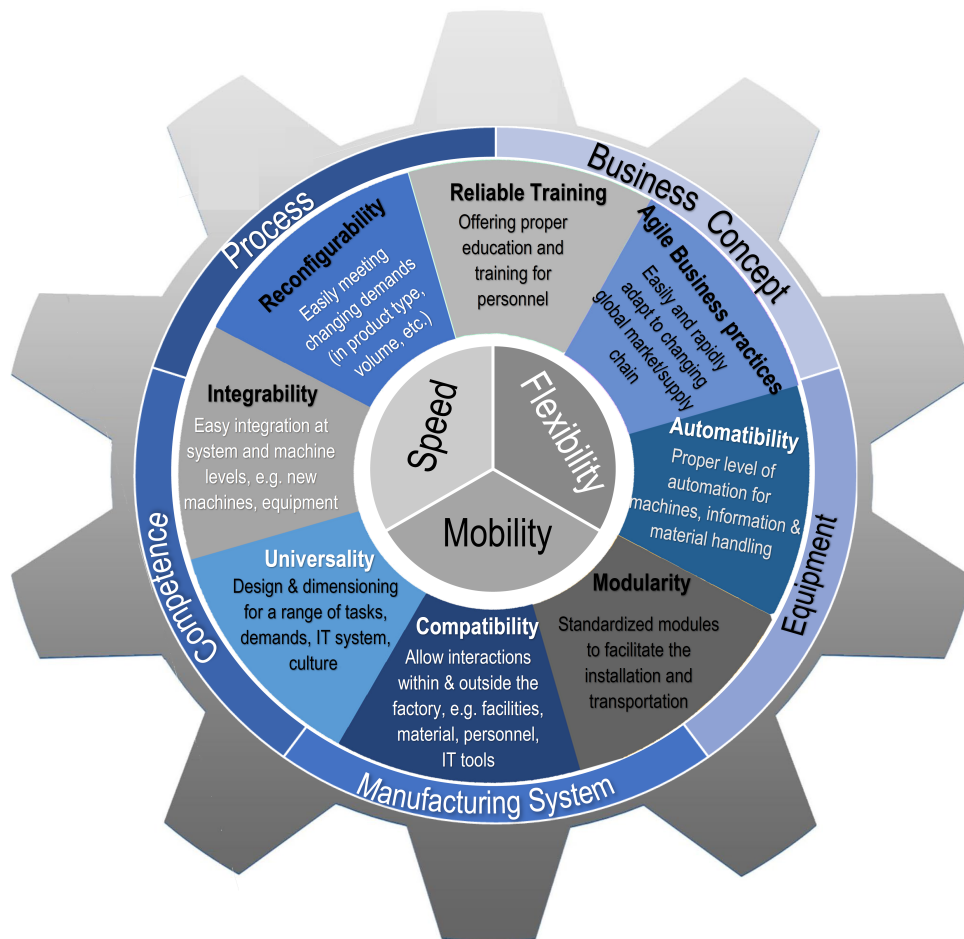 Business Concept
Process
Equipment
Manufacturing System
Competence
Reliable Training
Offering proper
education and
training for
personnel
Agile Business practices
Easily and rapidly
adapt to changing
global market/supply
chain
Automatibility
Proper level of
automation for
machines, information &
material handling
Modularity
Standardized modules
to facilitate the
installation and
transportation
Compatibility
Allow interactions
within & outside the
factory, e.g. facilities,
material, personnel,
IT tools
Universality
Design & dimensioning
for a range of tasks,
demands, IT system,
culture
Integrability
Easy integration at
system and machine
levels, e.g. new
machines, equipment
Reconfigurability
Easily meeting
changing demands
(in product type,
volume, etc.)
Speed
Flexibility
Mobility